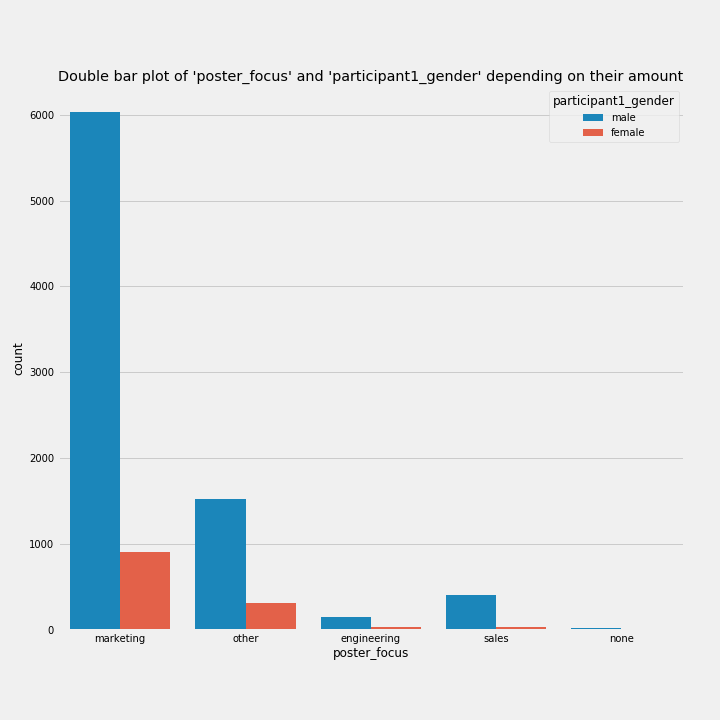 Double bar plot of 'poster_focus' and 'participant1_gender' depending on their amount
participant1_gender
male
female
6000
5000
4000
3000
2000
1000
0
count
marketing other engineering sales none
poster_focus